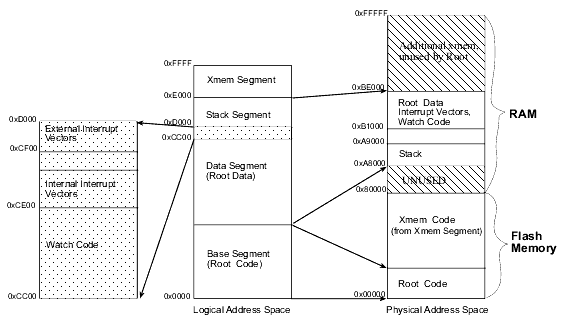 0xFFFFF
Additional xmem,
unused by Root
0xFFFF
Xmem Segment
0xE000
0xBE000
Stack Segment
Root Data
Interrupt Vectors,
Watch Code
RAM
0xD000
External Interrupt
Vectors
0xD000
0xCC00
0xB1000
0xCF00
0xA9000
Stack
0xA8000
Data Segment
(Root Data)
Internal Interrupt
Vectors
UNUSED
0x80000
0xCE00
Xmem Code
(from Xmem Segment)
Flash
Memory
Watch Code
Base Segment
(Root Code)
Root Code
0xCC00
0x0000
0x00000
Logical Address Space
Physical Address Space